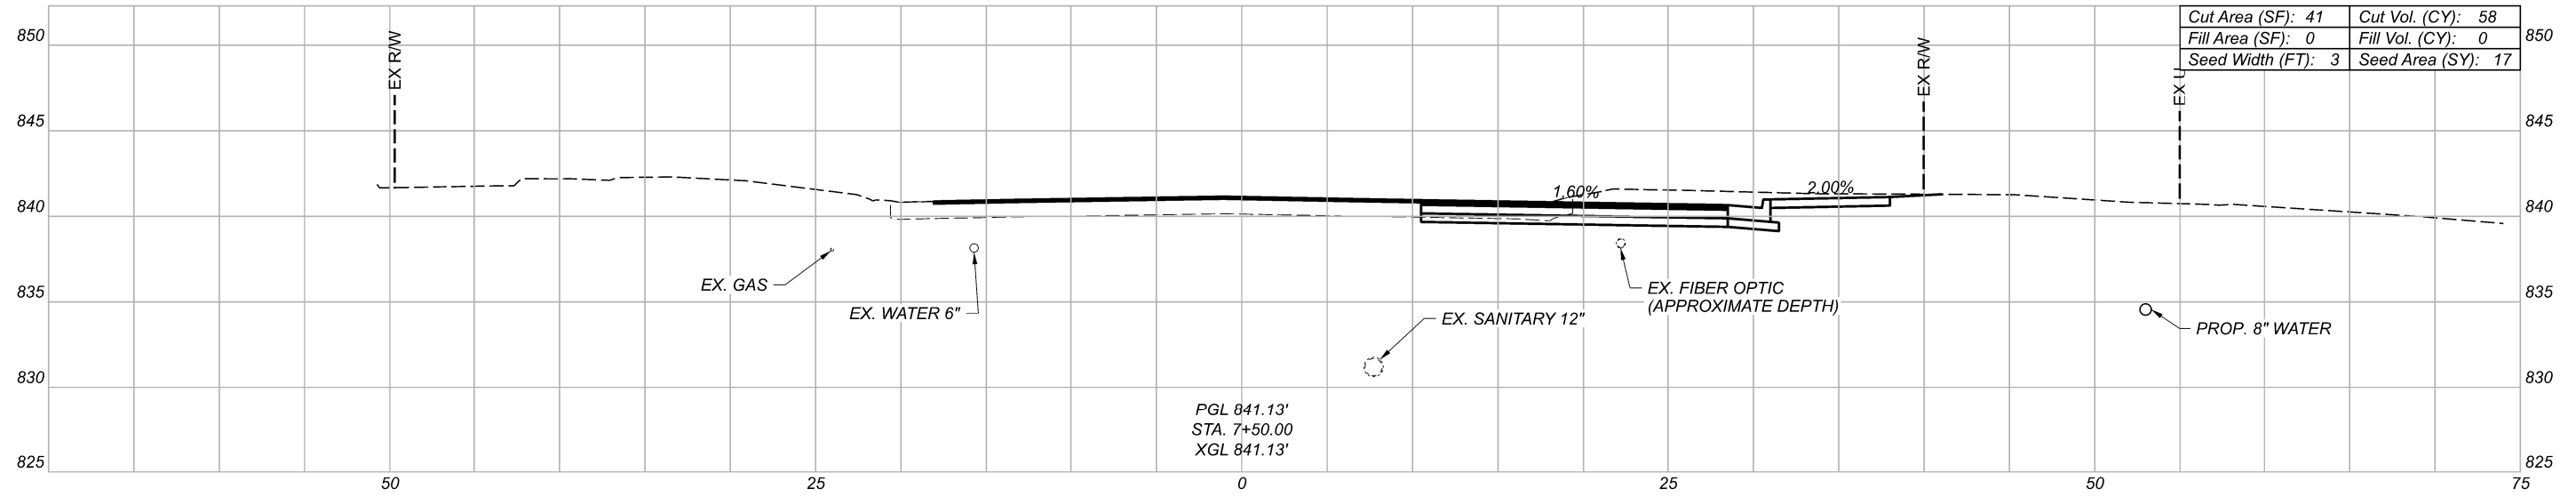 Cut Area (SF): 41 Cut Vol. (CY): 58
Fill Area (SF): 0 Fill Vol. (CY): 0
Seed Width (FT): 3 Seed Area (SY): 17
850 850
EX R/W EX R/W EX
845 845
1.60% 2.00%
840 840
EX. GAS
EX. WATER 6"
EX. FIBER OPTIC
(APPROXIMATE DEPTH)
835 835
EX. SANITARY 12"
PROP. 8" WATER
830 830
PGL 841.13'
STA. 7+50.00
XGL 841.13'
825 825
50 25 0 25 50 75